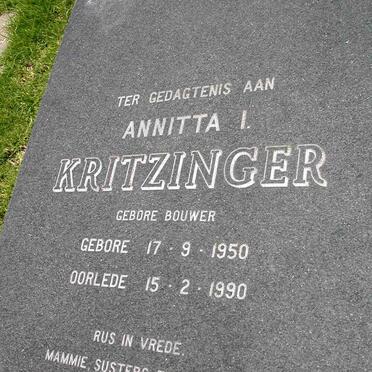 TER GEDAGTENIS AAN
ANNITTA I.
KRITZINGER
GEBORE BOUWER
GEBORE 17 · 9 · 1950
OORLEDE 15 · 2 · 1990
RUS IN VREDE.
MAMMIE, SUSTERS